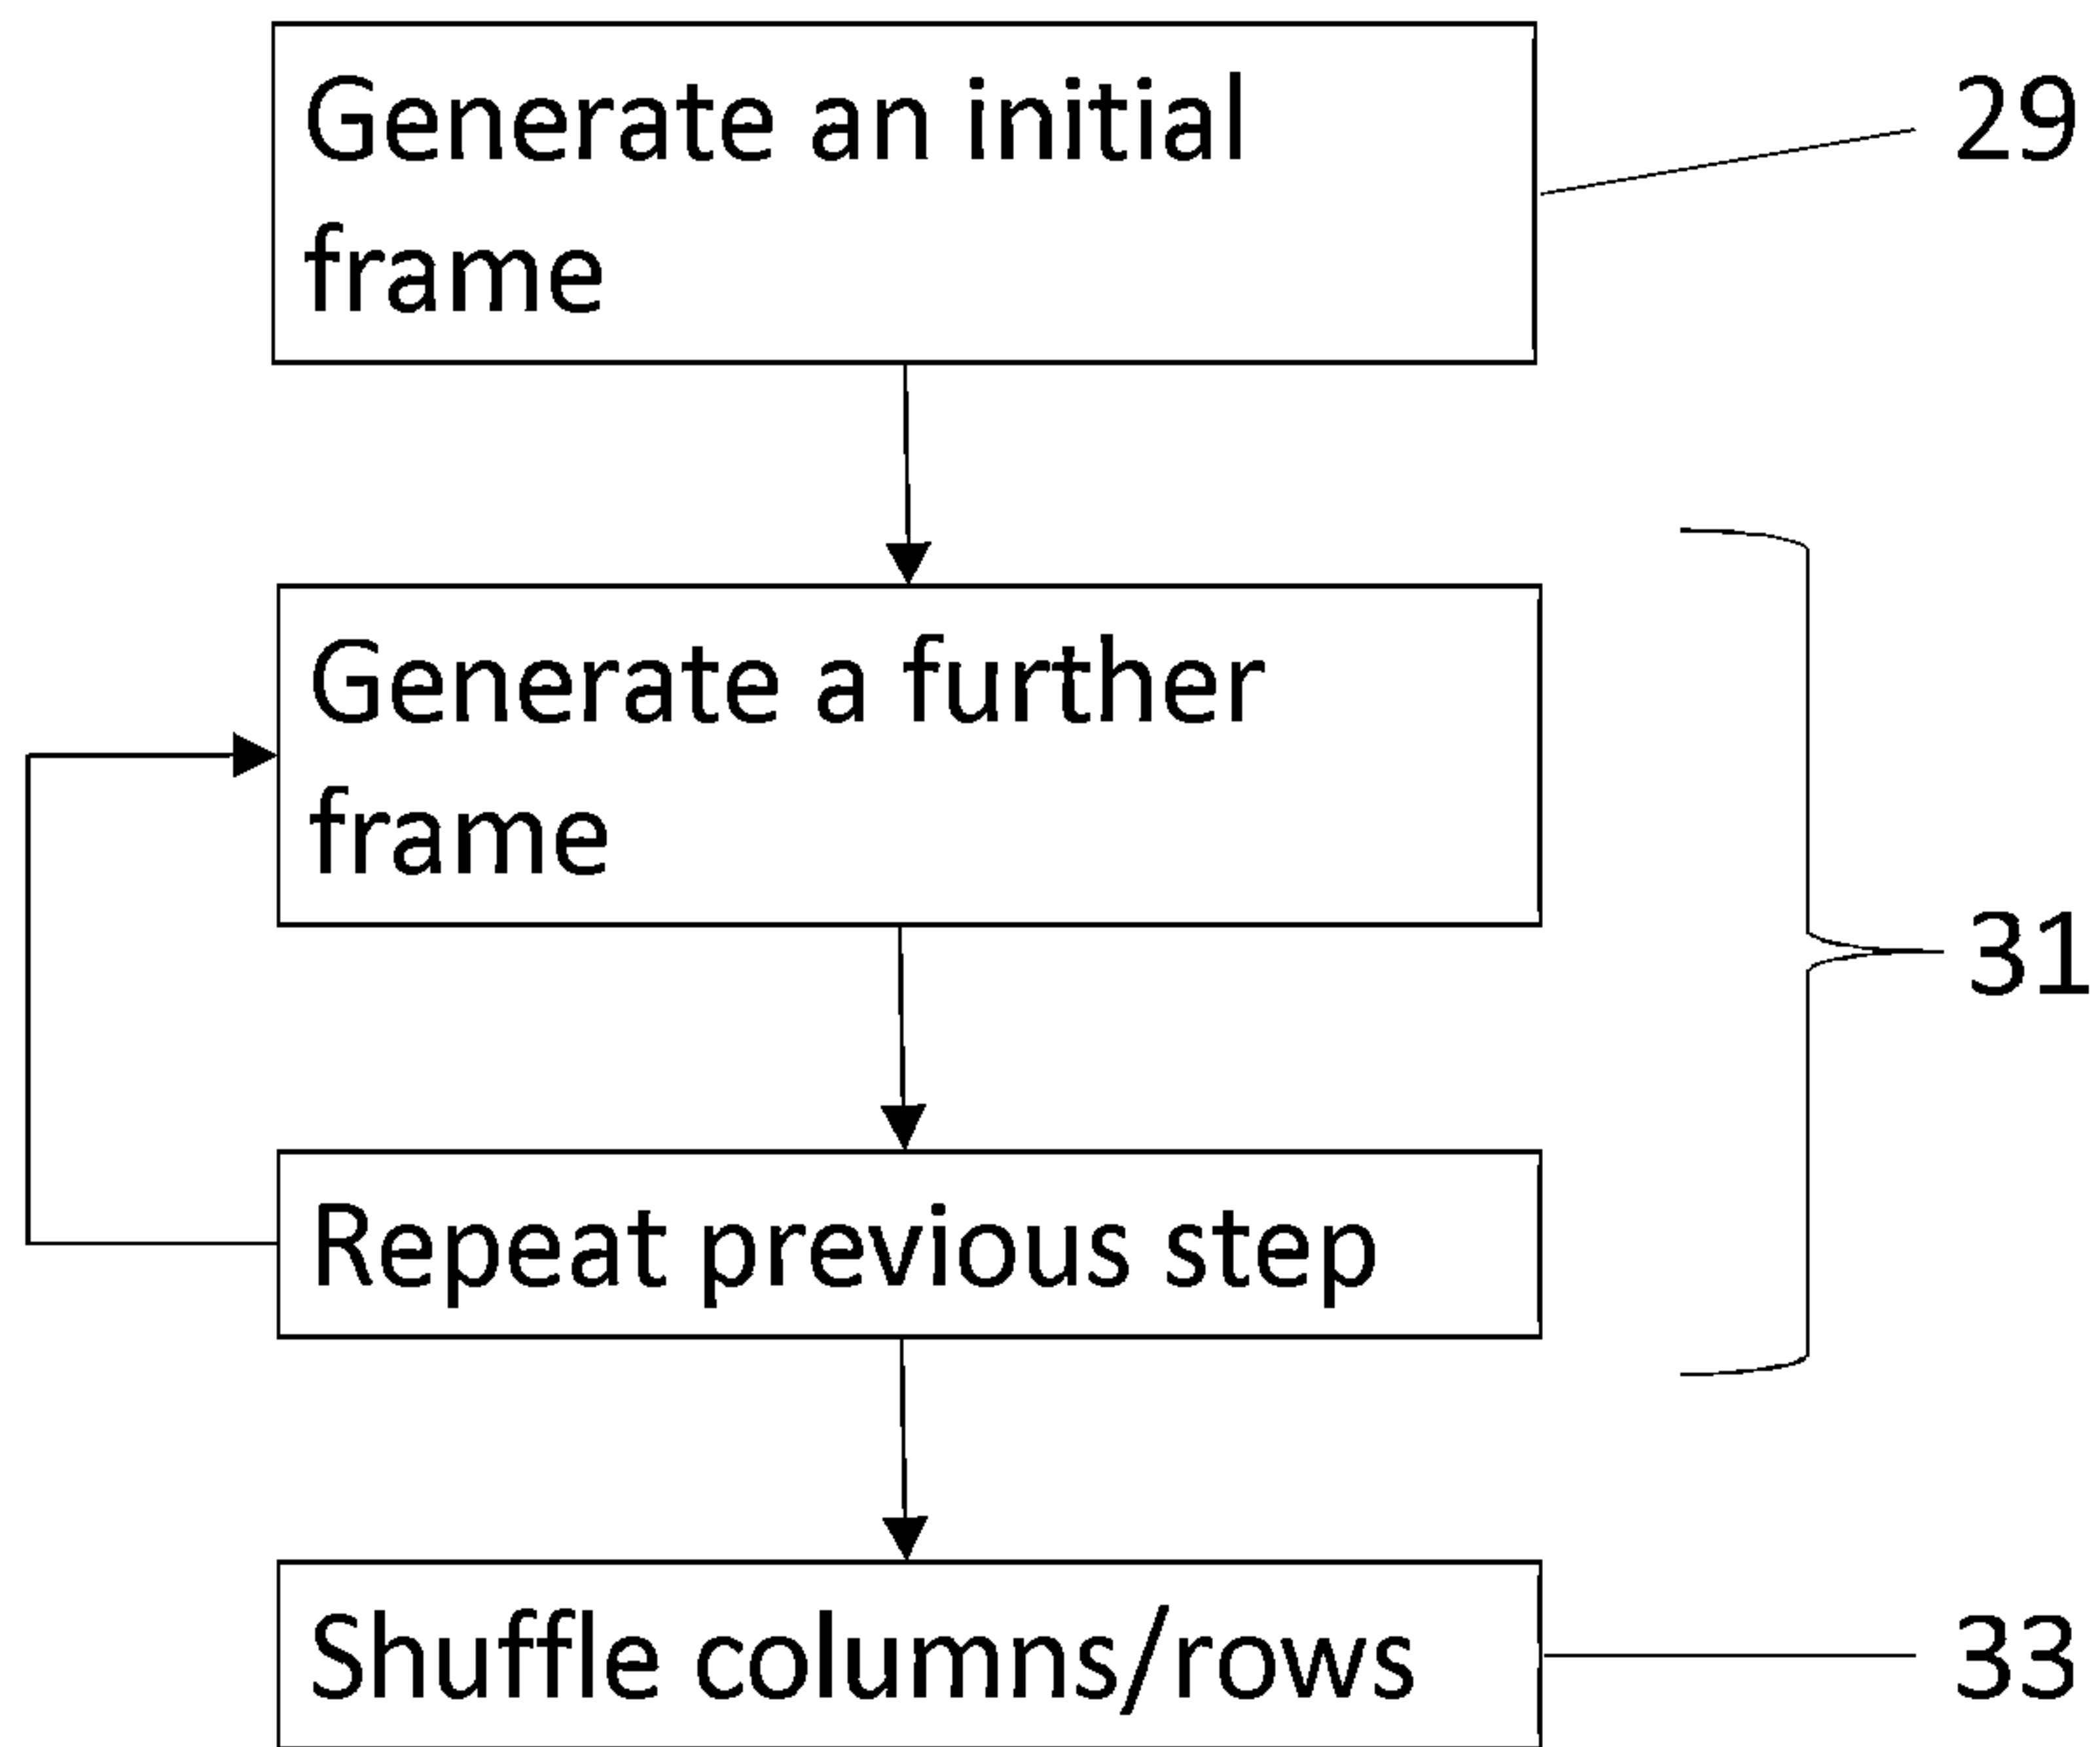 Generate an initial
frame
29
Generate a further
frame
31
Repeat previous step
Shuffle columns/rows
33